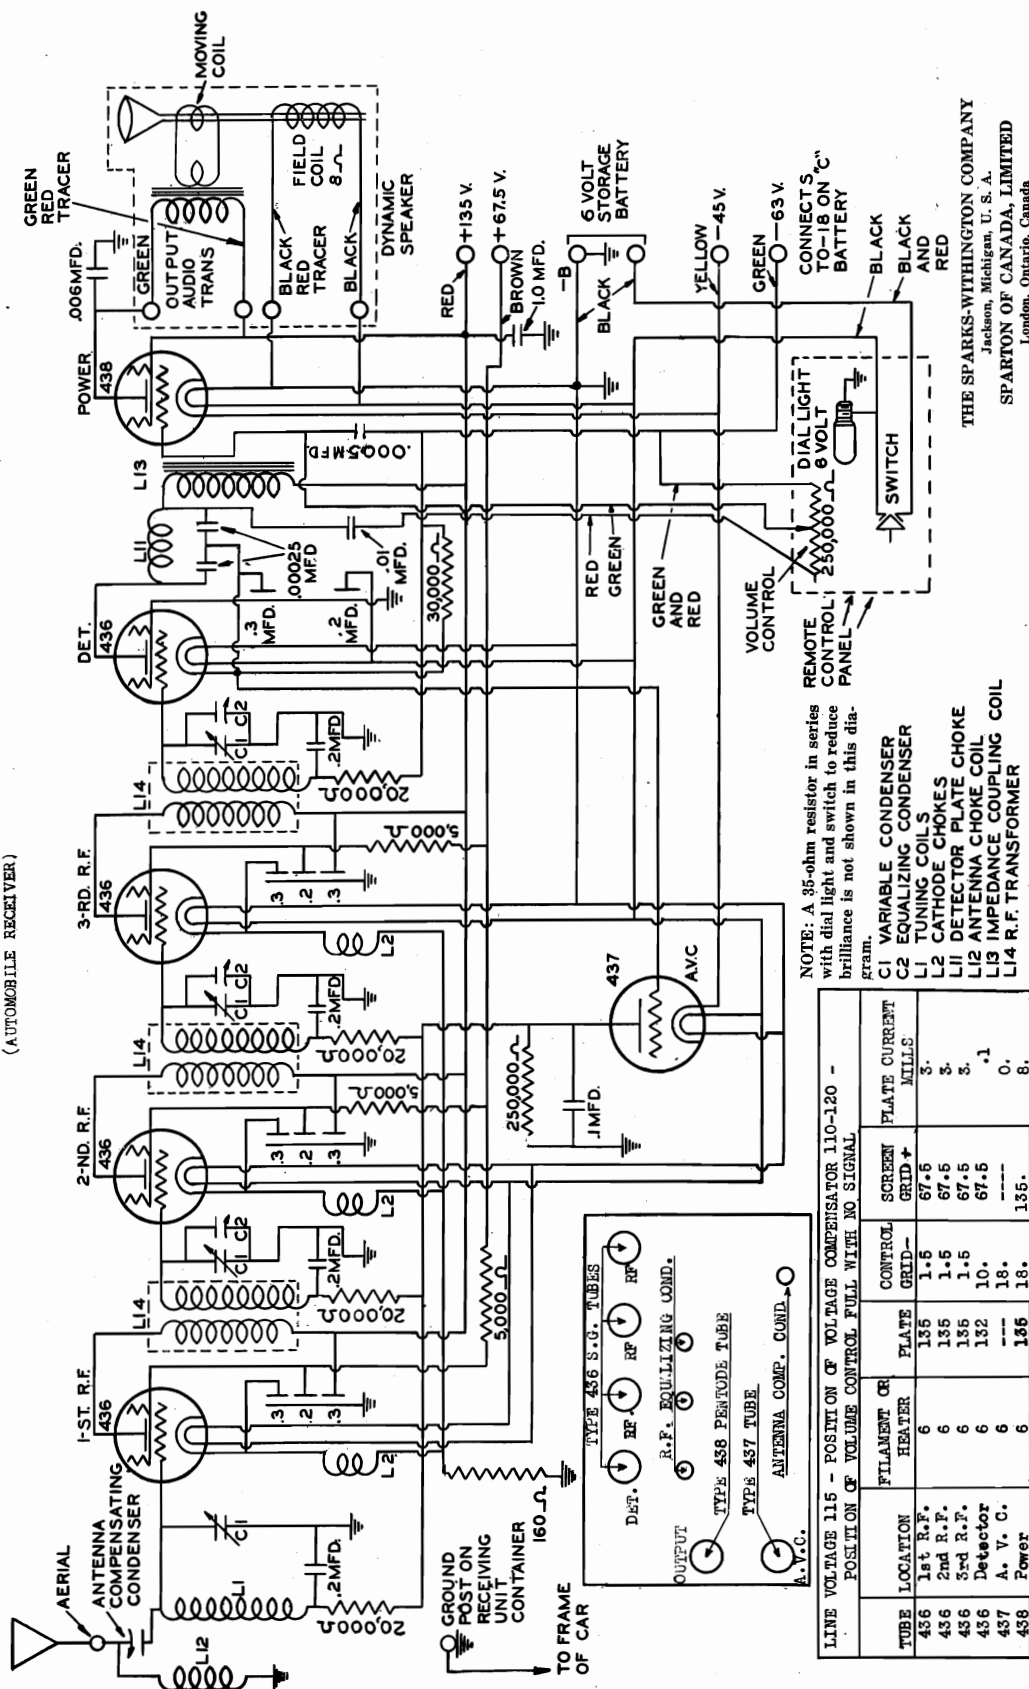 (AUTOMOBILE RECEIVER)
AERIAL
ANTENNA
COMPENSATING
CONDENSER
L12
L1
C1
.2MFD.
20,000Ω
1-ST. R.F.
436
L2
.3
.2
.3
L14
C1 C2
.2MFD
20,000Ω
5,000Ω
2-ND. R.F.
436
L2
.3
.2
.3
L14
C1 C2
.2MFD
20,000Ω
5,000Ω
3-RD. R.F.
436
L2
.3
.2
.3
L14
C1 C2
.2MFD
20,000Ω
5,000Ω
DET.
436
L11
L13
.00025
MFD
.3
MFD.
.2
MFD.
.01
MFD.
30,000Ω
.0005MFD.
POWER
438
.006MFD.
GREEN
RED
TRACER
GREEN
OUTPUT
AUDIO
TRANS.
MOVING
COIL
FIELD
COIL
8Ω
BLACK
RED
TRACER
BLACK
DYNAMIC
SPEAKER
RED
+135 V.
+67.5 V.
BROWN
1.0 MFD.
-B
BLACK
6 VOLT
STORAGE
BATTERY
YELLOW
-45 V.
GREEN
-63 V.
CONNECTS
TO-18 ON "C"
BATTERY
BLACK
BLACK
AND
RED
RED
GREEN
GREEN
AND
RED
VOLUME
CONTROL
250,000Ω
DIAL LIGHT
8 VOLT
SWITCH
REMOTE
CONTROL
PANEL
437
A.V.C.
250,000Ω
.1MFD.
GROUND
POST ON
RECEIVING
UNIT
CONTAINER
160Ω
TO FRAME
OF CAR
TYPE 436 S.G. TUBES
DET. RF. RF RF
R.F. EQUALIZING COND.
OUTPUT
TYPE 438 PENTODE TUBE
TYPE 437 TUBE
A.V.C.
ANTENNA COMP. COND.
NOTE: A 35-ohm resistor in series
with dial light and switch to reduce
brilliance is not shown in this dia-
gram.
C1 VARIABLE CONDENSER
C2 EQUALIZING CONDENSER
L1 TUNING COILS
L2 CATHODE CHOKES
L11 DETECTOR PLATE CHOKE
L12 ANTENNA CHOKE COIL
L13 IMPEDANCE COUPLING COIL
L14 R.F. TRANSFORMER
LINE VOLTAGE 115 - POSITION OF VOLTAGE COMPENSATOR 110-120 -
POSITION OF VOLUME CONTROL FULL WITH NO SIGNAL
TUBE LOCATION FILAMENT OR HEATER PLATE CONTROL GRID- SCREEN GRID+ PLATE CURRENT MILLS
436 1st R.F. 6 135 1.5 67.5 3.
436 2nd R.F. 6 135 1.5 67.5 3.
436 3rd R.F. 6 135 1.5 67.5 3.
436 Detector 6 132 10. 67.5 .1
437 A. V. C. 6 --- 18. ---- 0.
438 Power 6 135 18. 135. 8.
THE SPARKS-WITHINGTON COMPANY
Jackson, Michigan, U. S. A.
SPARTON OF CANADA, LIMITED
London, Ontario, Canada